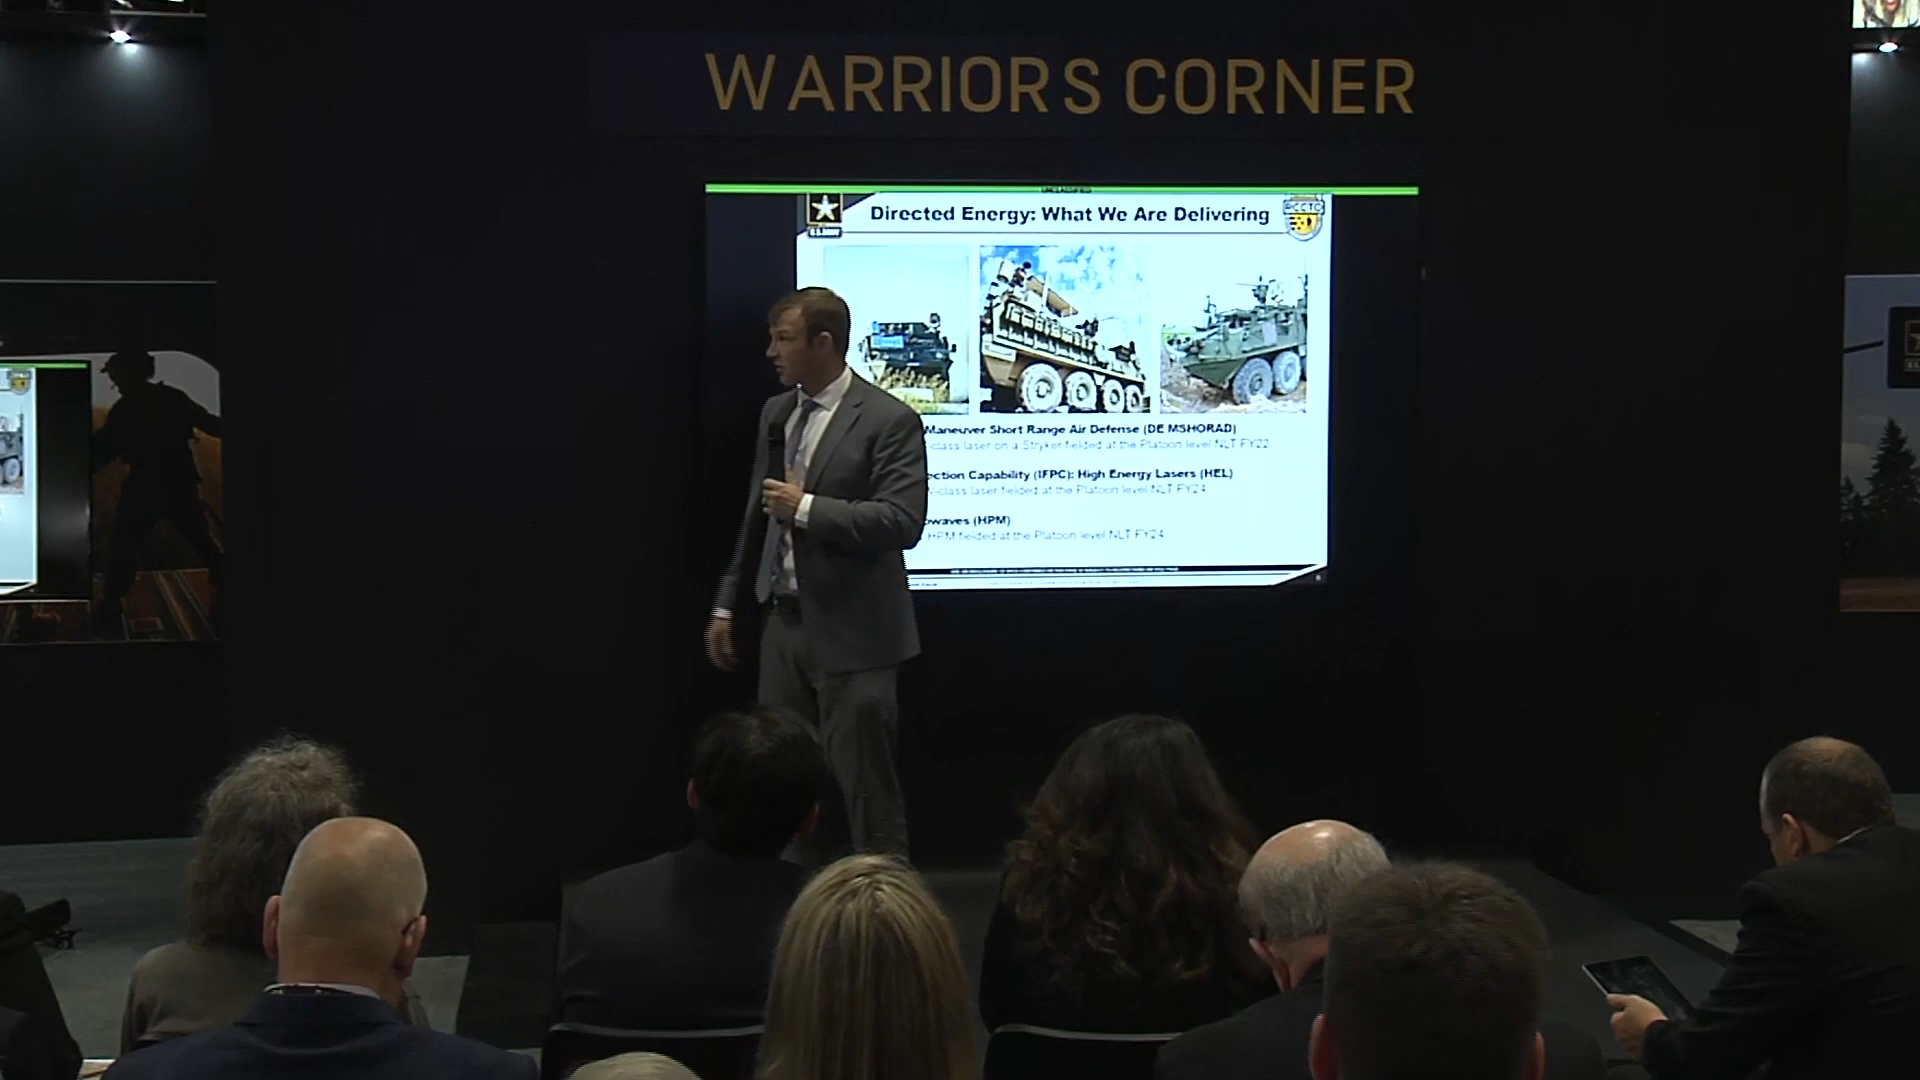 WARRIORS CORNER
Directed Energy: What We Are Delivering
RCCTO
U.S. ARMY
Maneuver Short Range Air Defense (DE MSHORAD)
-class laser on a Stryker fielded at the Platoon level NLT FY22
ection Capability (IFPC): High Energy Lasers (HEL)
-class laser fielded at the Platoon level NLT FY24
owaves (HPM)
HPM fielded at the Platoon level NLT FY24